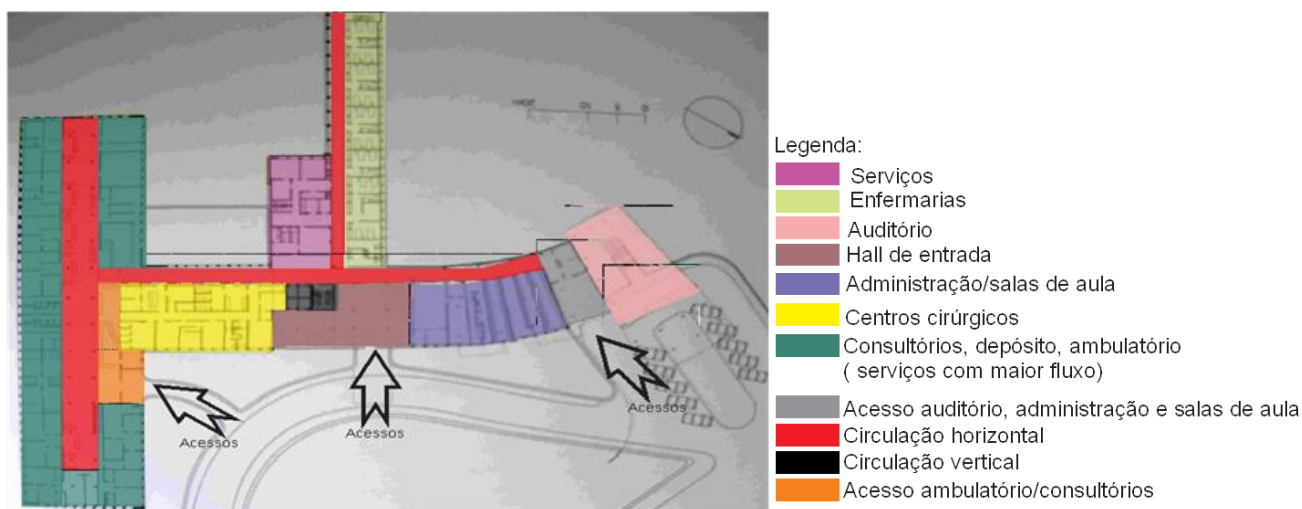 Legenda:
Serviços
Enfermarias
Auditório
Hall de entrada
Administração/salas de aula
Centros cirúrgicos
Consultórios, depósito, ambulatório
( serviços com maior fluxo)
Acesso auditório, administração e salas de aula
Circulação horizontal
Circulação vertical
Acesso ambulatório/consultórios
Acessos
Acessos
Acessos